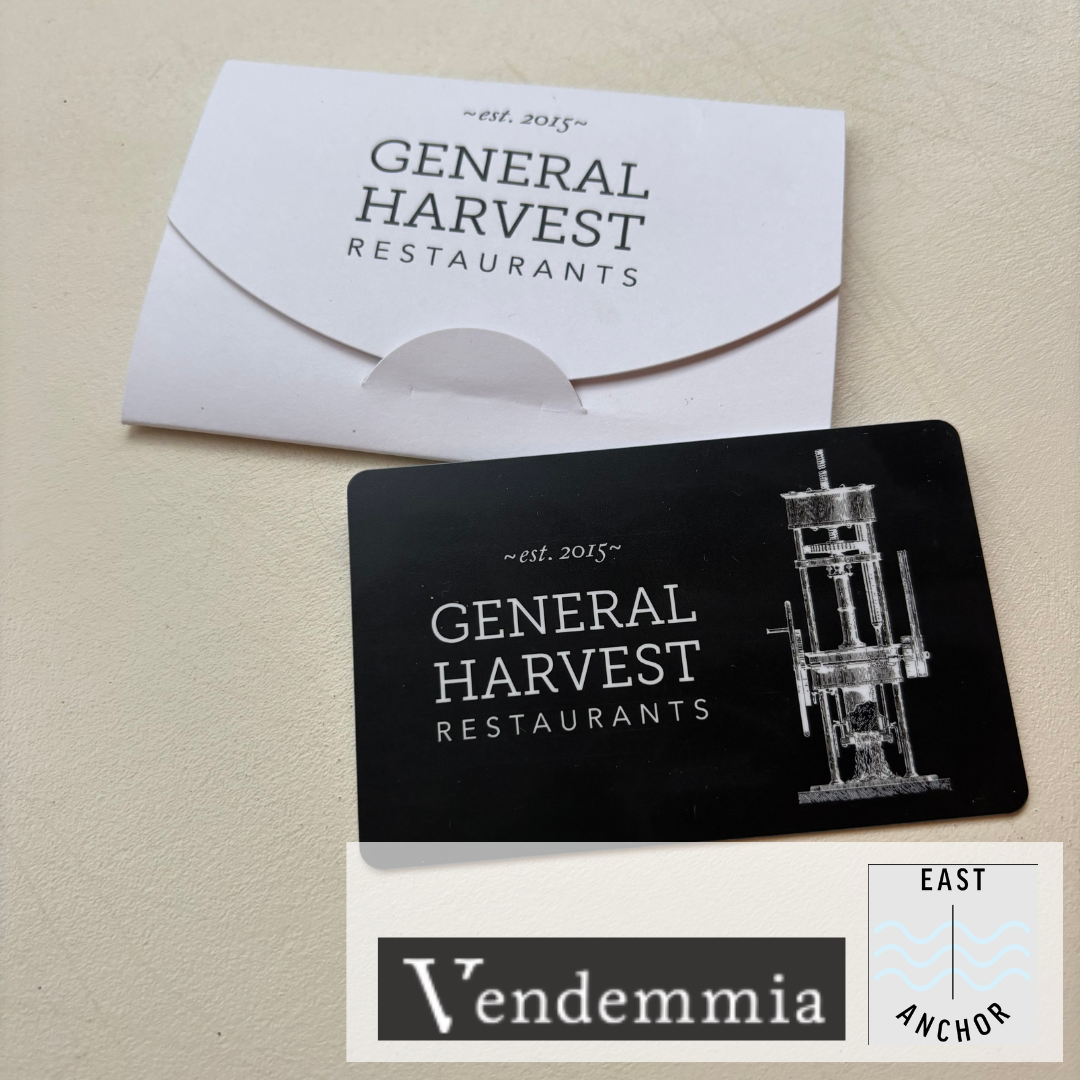 ~est. 2015~
GENERAL
HARVEST
RESTAURANTS
~est. 2015~
GENERAL
HARVEST
RESTAURANTS
Vendemmia
EAST
ANCHOR